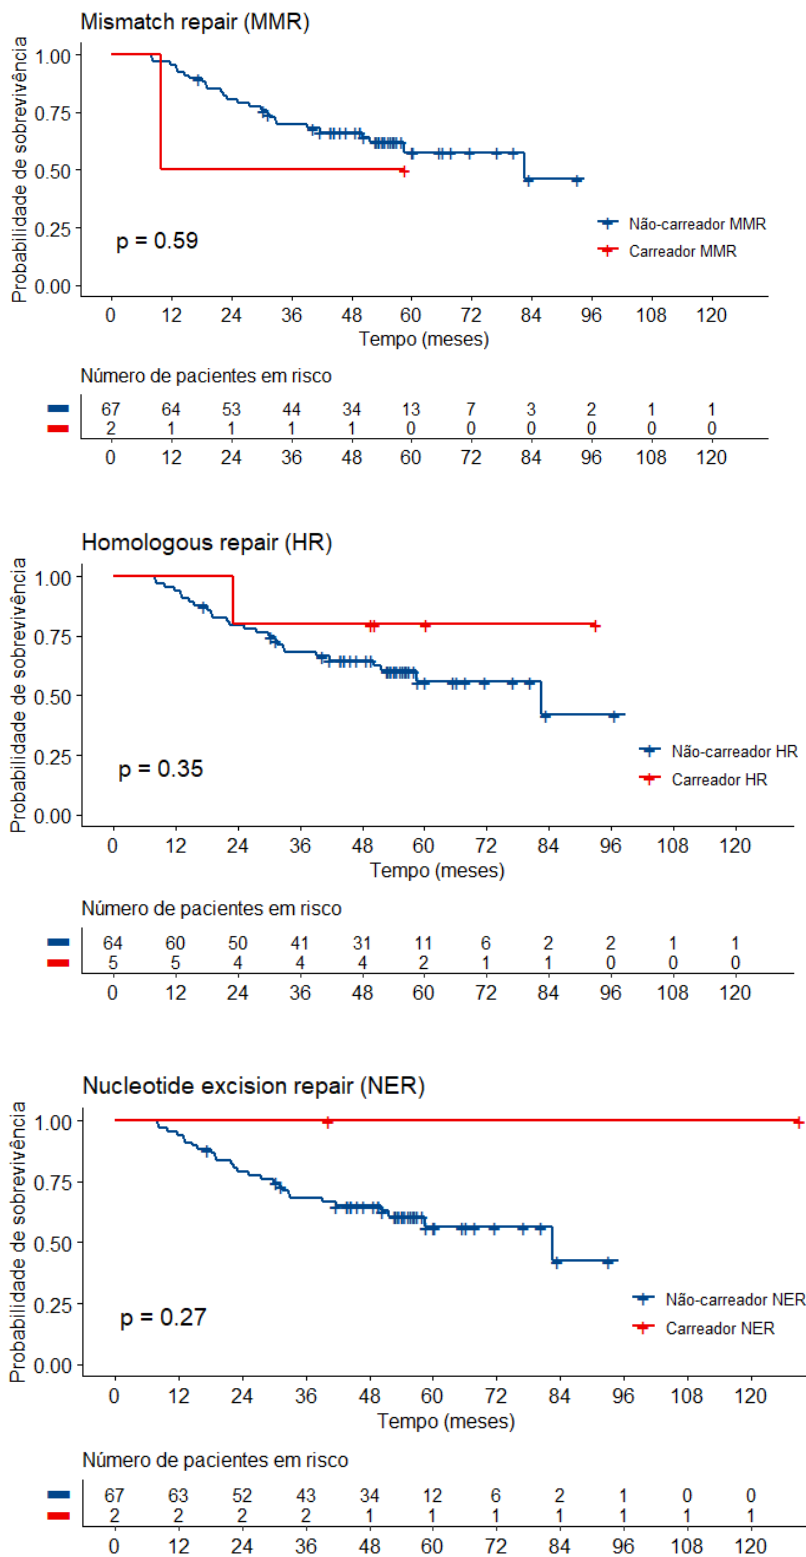 Mismatch repair (MMR)
Probabilidade de sobrevivência
1.00
0.75
0.50
0.25
0.00
p = 0.59
Não-carreador MMR
Carreador MMR
0 12 24 36 48 60 72 84 96 108 120
Tempo (meses)
Número de pacientes em risco
67 64 53 44 34 13 7 3 2 1 1
2 1 1 1 1 0 0 0 0 0 0
0 12 24 36 48 60 72 84 96 108 120
Homologous repair (HR)
Probabilidade de sobrevivência
1.00
0.75
0.50
0.25
0.00
p = 0.35
Não-carreador HR
Carreador HR
0 12 24 36 48 60 72 84 96 108 120
Tempo (meses)
Número de pacientes em risco
64 60 50 41 31 11 6 2 2 1 1
5 5 4 4 4 2 1 1 0 0 0
0 12 24 36 48 60 72 84 96 108 120
Nucleotide excision repair (NER)
Probabilidade de sobrevivência
1.00
0.75
0.50
0.25
0.00
p = 0.27
Não-carreador NER
Carreador NER
0 12 24 36 48 60 72 84 96 108 120
Tempo (meses)
Número de pacientes em risco
67 63 52 43 34 12 6 2 1 0 0
2 2 2 2 1 1 1 1 1 1 1
0 12 24 36 48 60 72 84 96 108 120